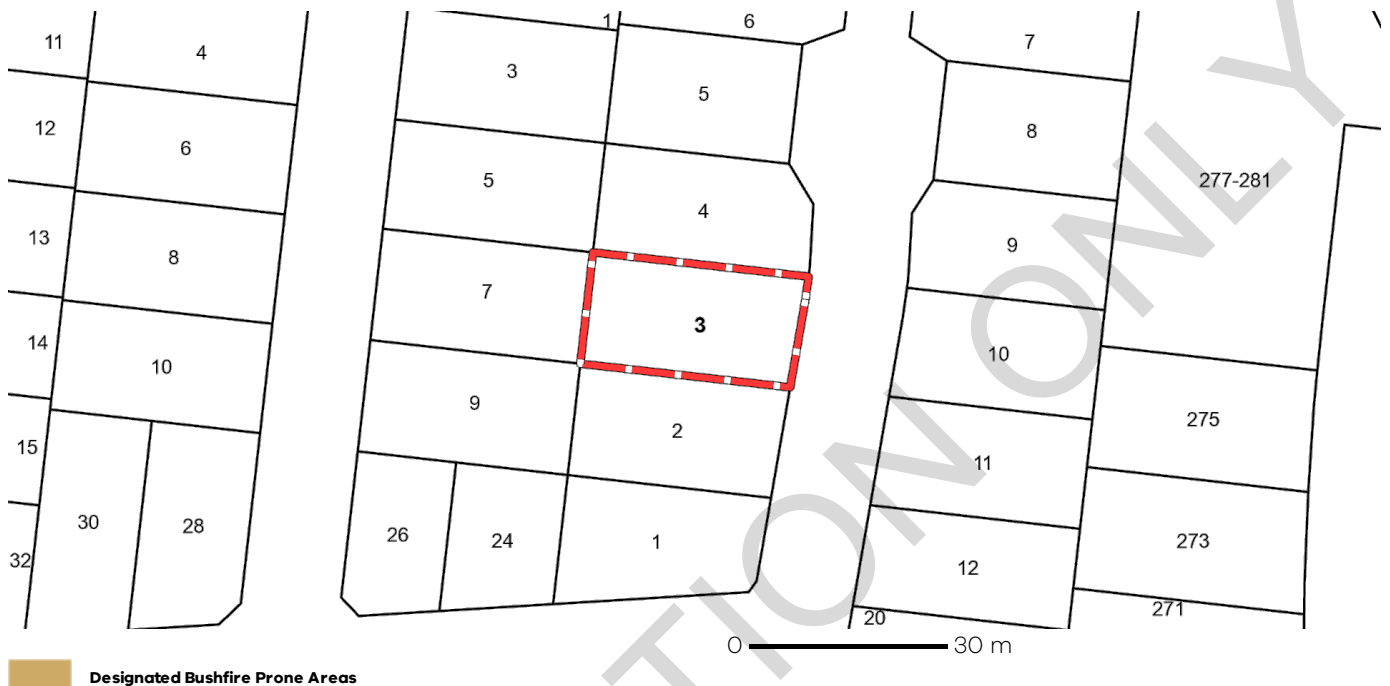 1 6
11 4 3 7
5
12 6 8
5 277-281
13 8 4 9
7 3
14 10 10
9 2 275
15 11
30 28 26 24 1 273
32 12
20 271
0 30 m
TION ONLY
Designated Bushfire Prone Areas